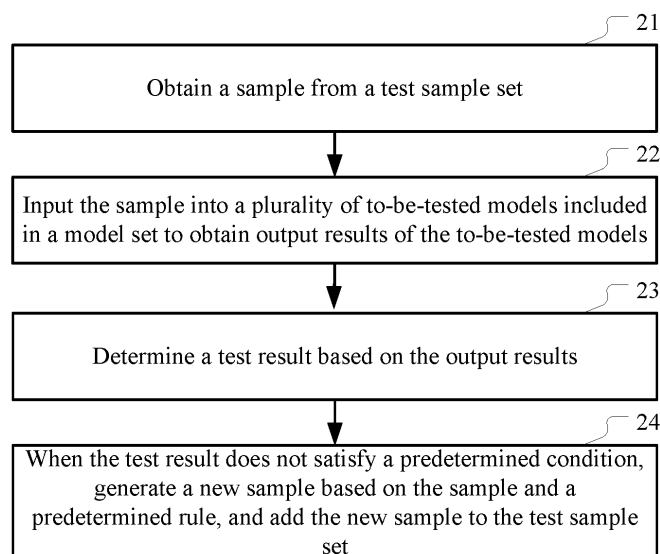 21
Obtain a sample from a test sample set
22
Input the sample into a plurality of to-be-tested models included
in a model set to obtain output results of the to-be-tested models
23
Determine a test result based on the output results
24
When the test result does not satisfy a predetermined condition,
generate a new sample based on the sample and a
predetermined rule, and add the new sample to the test sample
set